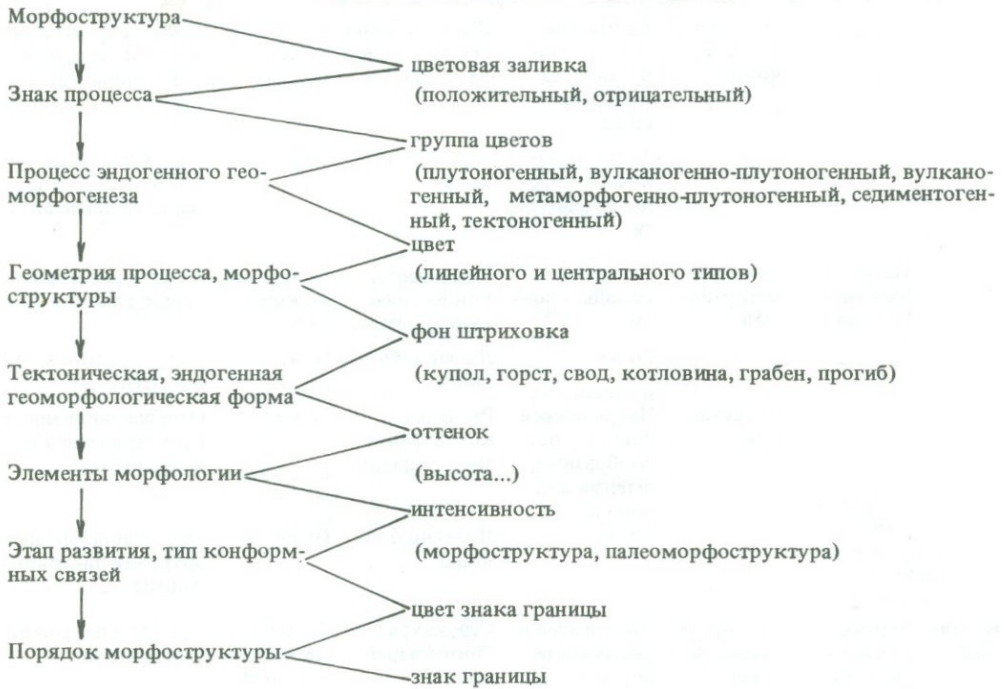 Морфоструктура
цветовая заливка
Знак процесса
(положительный, отрицательный)
группа цветов
Процесс эндогенного гео-
морфогенеза
(плутоиогенный, вулканогенно-плутоногенный, вулкано-
генный, метаморфогенно-плутоногенный, седиментоген-
ный, тектоногенный)
цвет
Геометрия процесса, морфо-
структуры
(линейного и центрального типов)
фон штриховка
Тектоническая, эндогенная
геоморфологическая форма
(купол, горст, свод, котловина, грабен, прогиб)
оттенок
Элементы морфологии
(высота...)
интенсивность
Этап развития, тип конформ-
ных связей
(морфоструктура, палеоморфоструктура)
цвет знака границы
Порядок морфоструктуры
знак границы